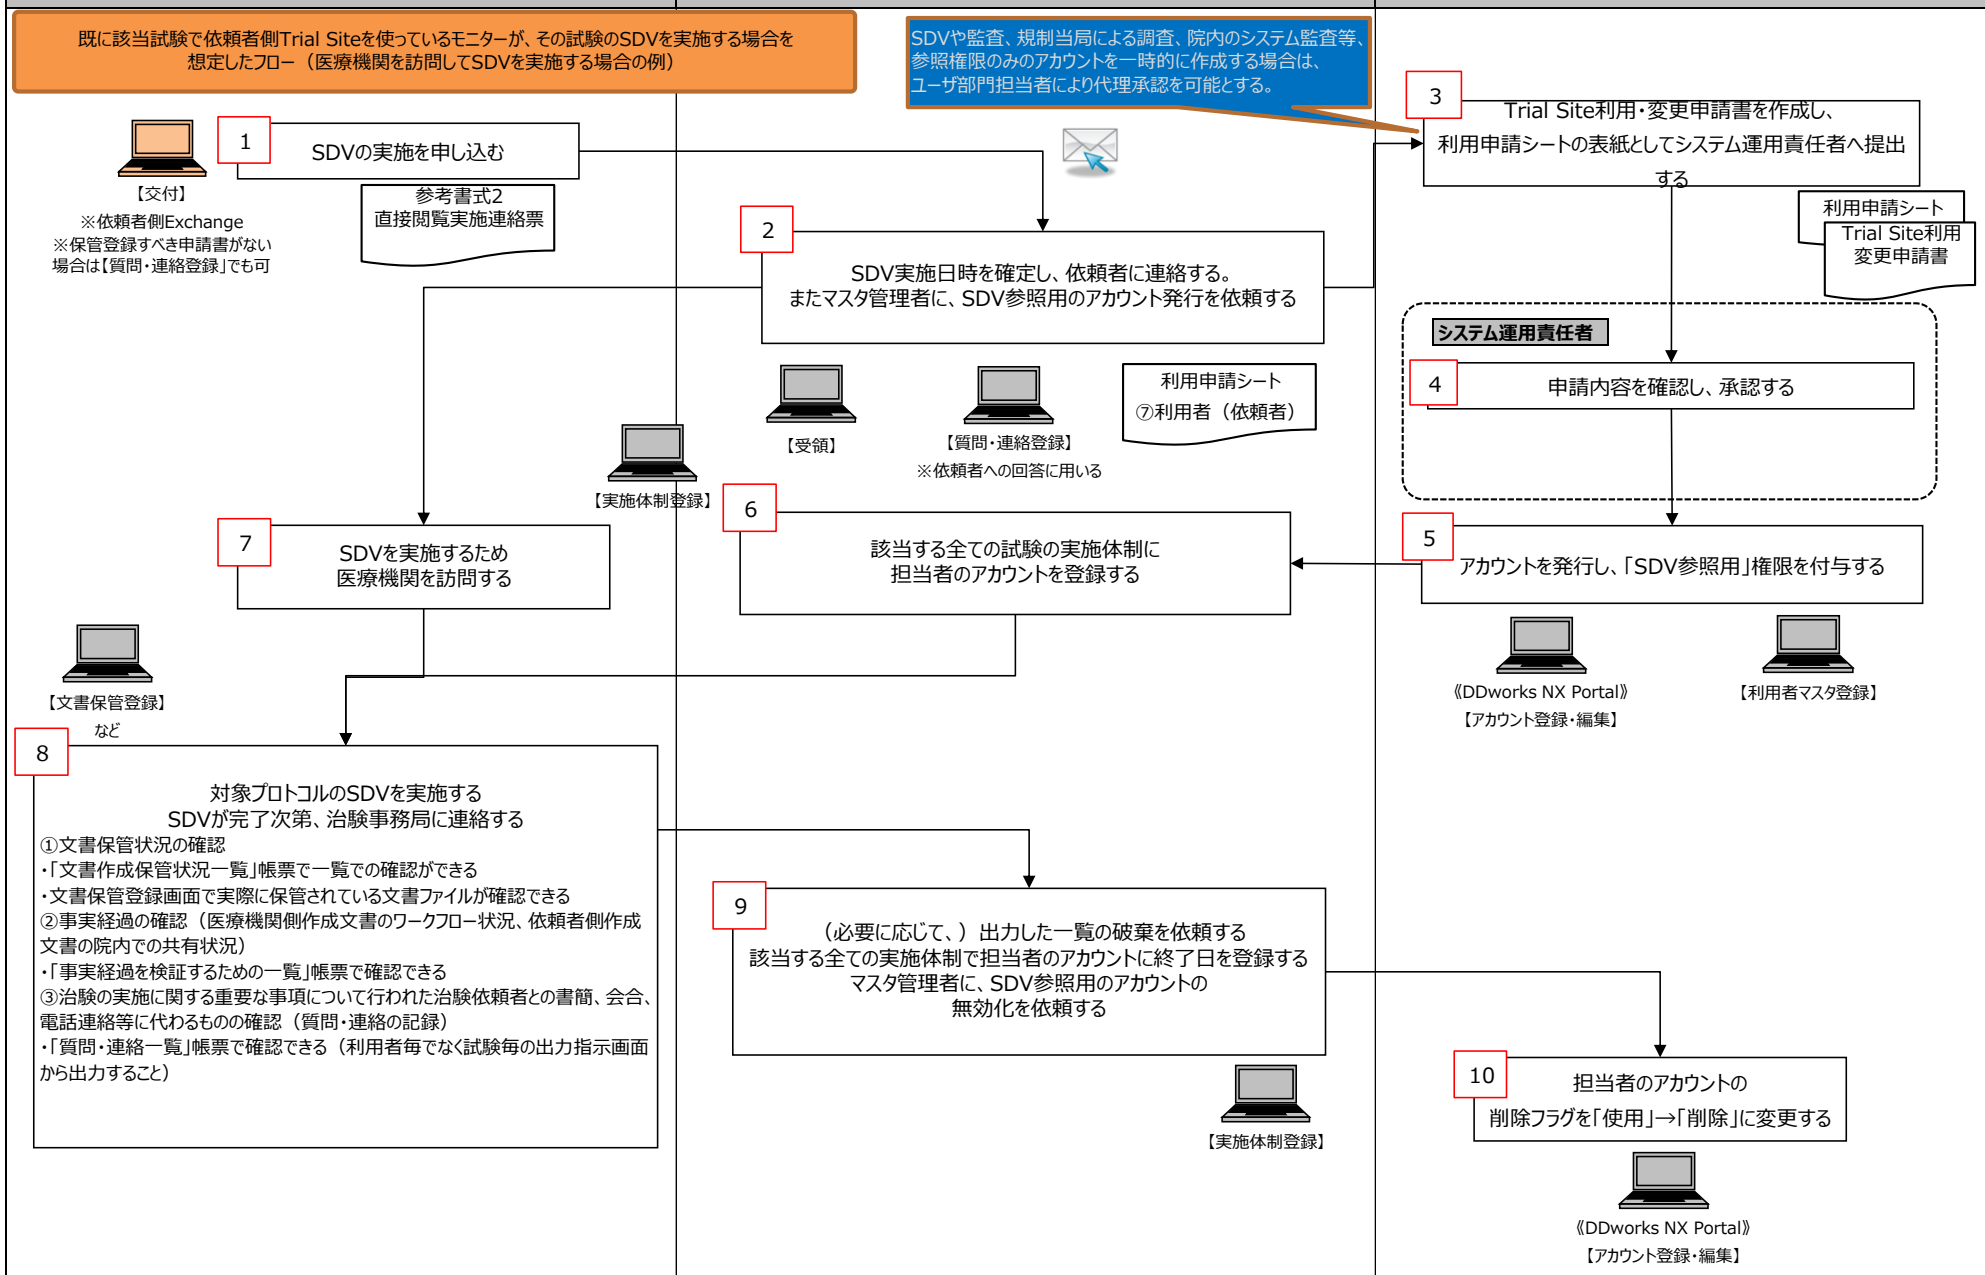 既に該当試験で依頼者側Trial Siteを使っているモニターが、その試験のSDVを実施する場合を
想定したフロー（医療機関を訪問してSDVを実施する場合の例）
SDVや監査、規制当局による調査、院内のシステム監査等、
参照権限のみのアカウントを一時的に作成する場合は、
ユーザ部門担当者により代理承認を可能とする。
1
SDVの実施を申し込む
【交付】
※依頼者側Exchange
※保管登録すべき申請書がない
場合は【質問・連絡登録】でも可
参考書式2
直接閲覧実施連絡票
2
SDV実施日時を確定し、依頼者に連絡する。
またマスタ管理者に、SDV参照用のアカウント発行を依頼する
【受領】
【質問・連絡登録】
※依頼者への回答に用いる
利用申請シート
⑦利用者（依頼者）
3
Trial Site利用・変更申請書を作成し、
利用申請シートの表紙としてシステム運用責任者へ提出
する
利用申請シート
Trial Site利用
変更申請書
システム運用責任者
4
申請内容を確認し、承認する
5
アカウントを発行し、「SDV参照用」権限を付与する
《DDworks NX Portal》
【アカウント登録・編集】
【利用者マスタ登録】
【実施体制登録】
6
該当する全ての試験の実施体制に
担当者のアカウントを登録する
7
SDVを実施するため
医療機関を訪問する
【文書保管登録】
など
8
対象プロトコルのSDVを実施する
SDVが完了次第、治験事務局に連絡する
①文書保管状況の確認
・「文書作成保管状況一覧」帳票で一覧での確認ができる
・文書保管登録画面で実際に保管されている文書ファイルが確認できる
②事実経過の確認（医療機関側作成文書のワークフロー状況、依頼者側作成
文書の院内での共有状況）
・「事実経過を検証するための一覧」帳票で確認できる
③治験の実施に関する重要な事項について行われた治験依頼者との書簡、会合、
電話連絡等に代わるものの確認（質問・連絡の記録）
・「質問・連絡一覧」帳票で確認できる（利用者毎でなく試験毎の出力指示画面
から出力すること）
9
（必要に応じて、）出力した一覧の破棄を依頼する
該当する全ての実施体制で担当者のアカウントに終了日を登録する
マスタ管理者に、SDV参照用のアカウントの
無効化を依頼する
【実施体制登録】
10
担当者のアカウントの
削除フラグを「使用」→「削除」に変更する
《DDworks NX Portal》
【アカウント登録・編集】